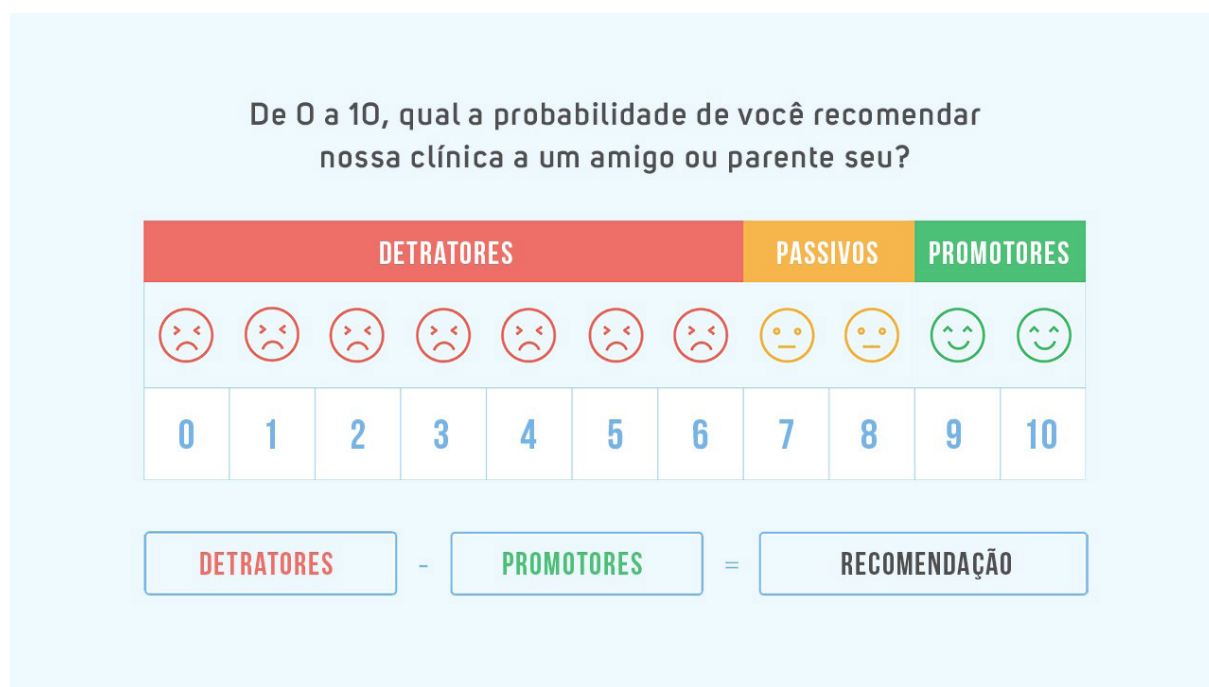 De 0 a 10, qual a probabilidade de você recomendar
nossa clínica a um amigo ou parente seu?
DETRATORES PASSIVOS PROMOTORES
0 1 2 3 4 5 6 7 8 9 10
DETRATORES - PROMOTORES = RECOMENDAÇÃO